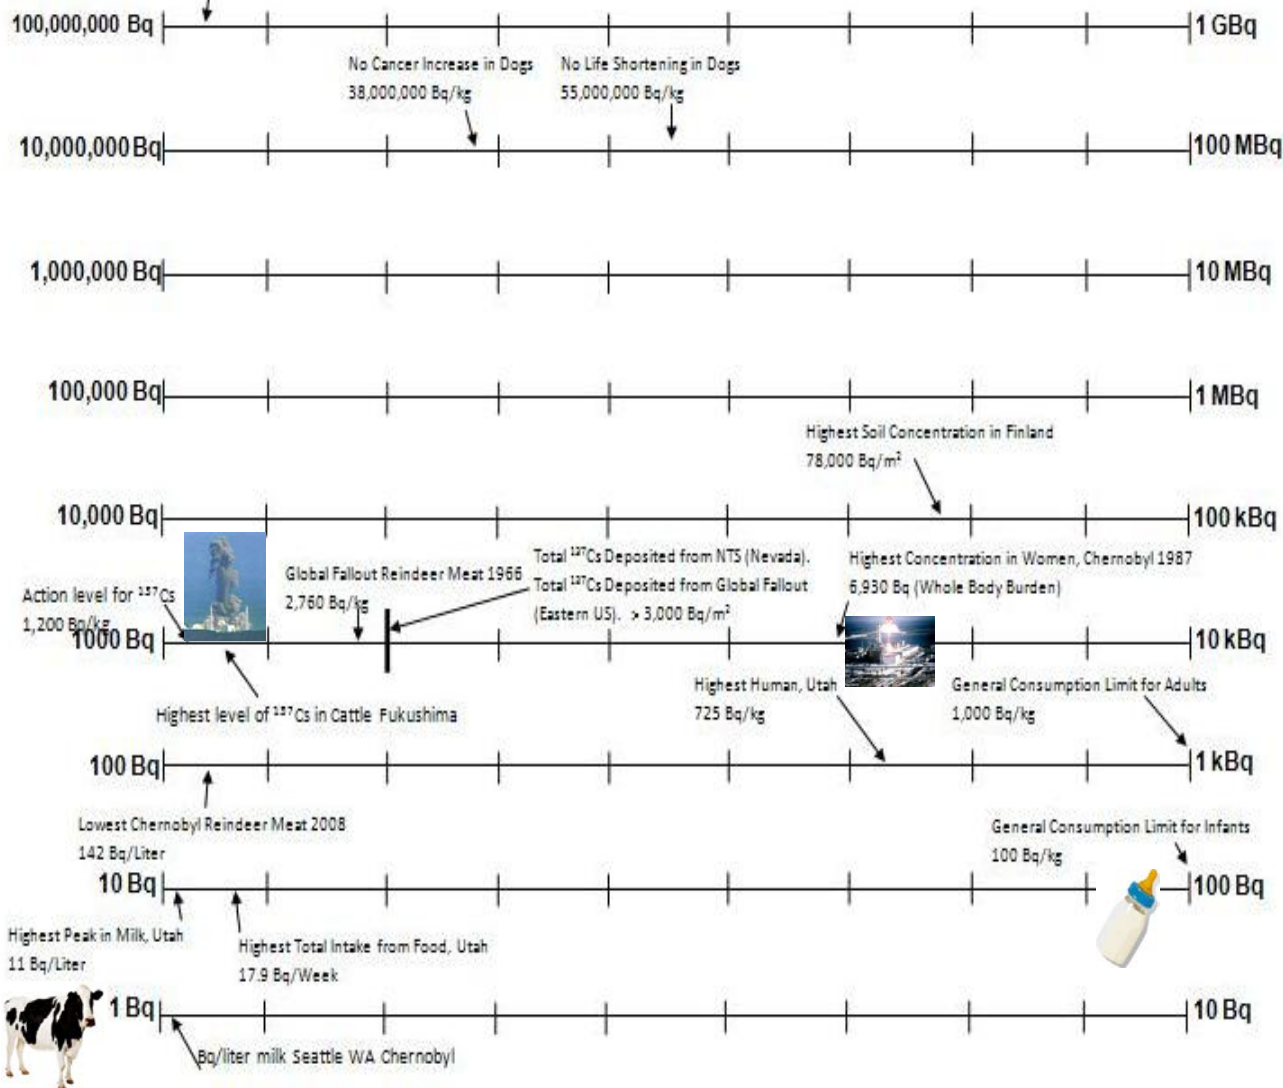 100,000,000 Bq 1 GBq
No Cancer Increase in Dogs
38,000,000 Bq/kg
No Life Shortening in Dogs
55,000,000 Bq/kg
10,000,000 Bq 100 MBq
1,000,000 Bq 10 MBq
100,000 Bq 1 MBq
Highest Soil Concentration in Finland
78,000 Bq/m²
10,000 Bq 100 kBq
Action level for ¹³⁷Cs
1,200 Bq/kg
Global Fallout Reindeer Meat 1966
2,760 Bq/kg
Total ¹³⁷Cs Deposited from NTS (Nevada).
Total ¹³⁷Cs Deposited from Global Fallout
(Eastern US). > 3,000 Bq/m²
Highest Concentration in Women, Chernobyl 1987
6,930 Bq (Whole Body Burden)
1000 Bq 10 kBq
Highest level of ¹³⁷Cs in Cattle Fukushima
Highest Human, Utah
725 Bq/kg
General Consumption Limit for Adults
1,000 Bq/kg
100 Bq 1 kBq
Lowest Chernobyl Reindeer Meat 2008
142 Bq/Liter
General Consumption Limit for Infants
100 Bq/kg
10 Bq 100 Bq
Highest Peak in Milk, Utah
11 Bq/Liter
Highest Total Intake from Food, Utah
17.9 Bq/Week
1 Bq 10 Bq
Bq/liter milk Seattle WA Chernobyl